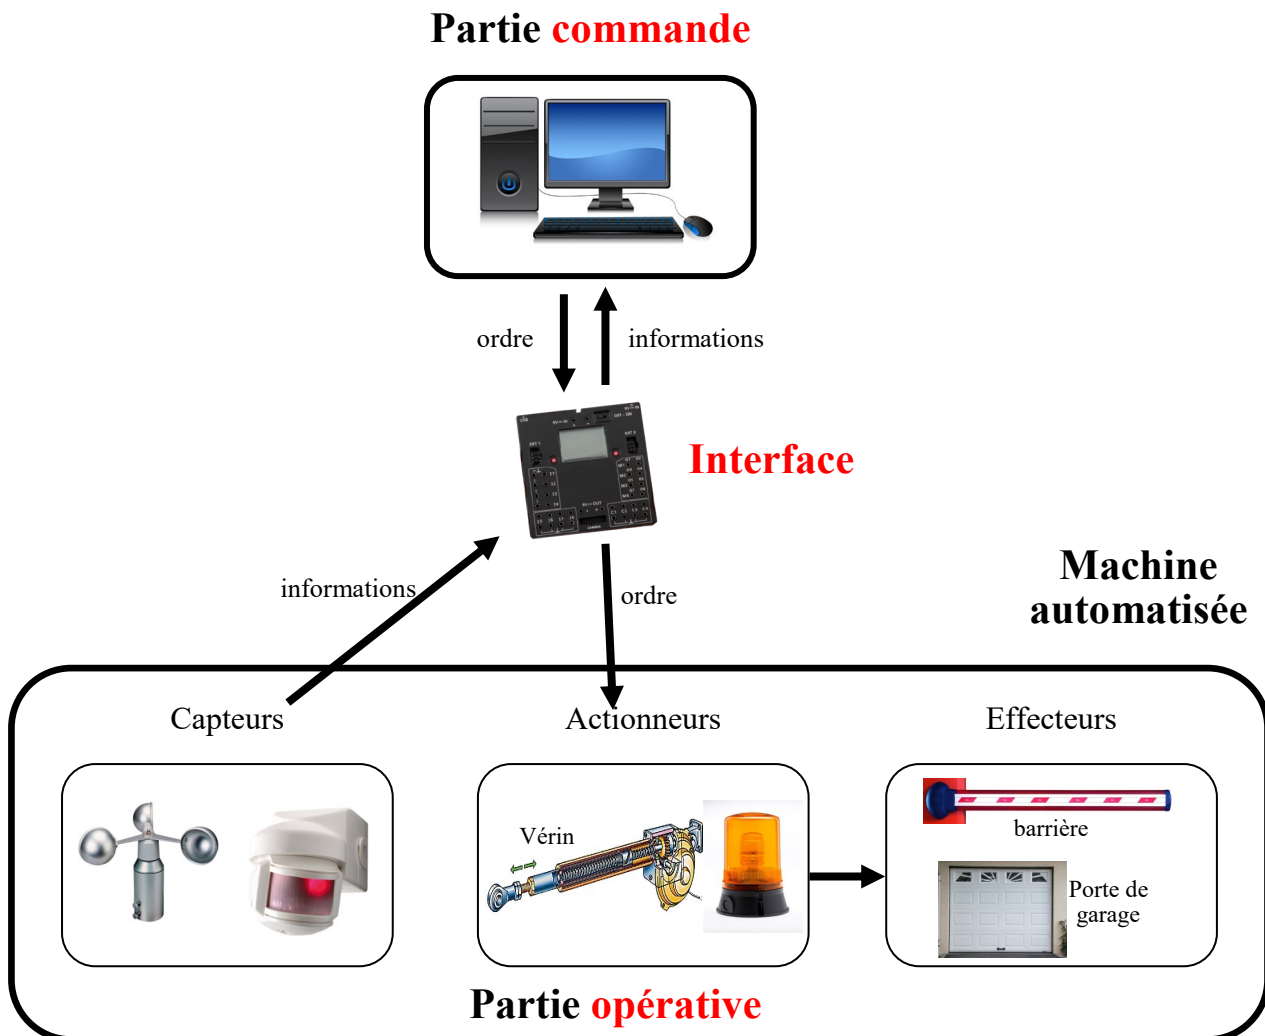 Partie commande
ordre
informations
Interface
informations
ordre
Machine
automatisée
Capteurs
Actionneurs
Effecteurs
Vérin
barrière
Porte de
garage
Partie opérative